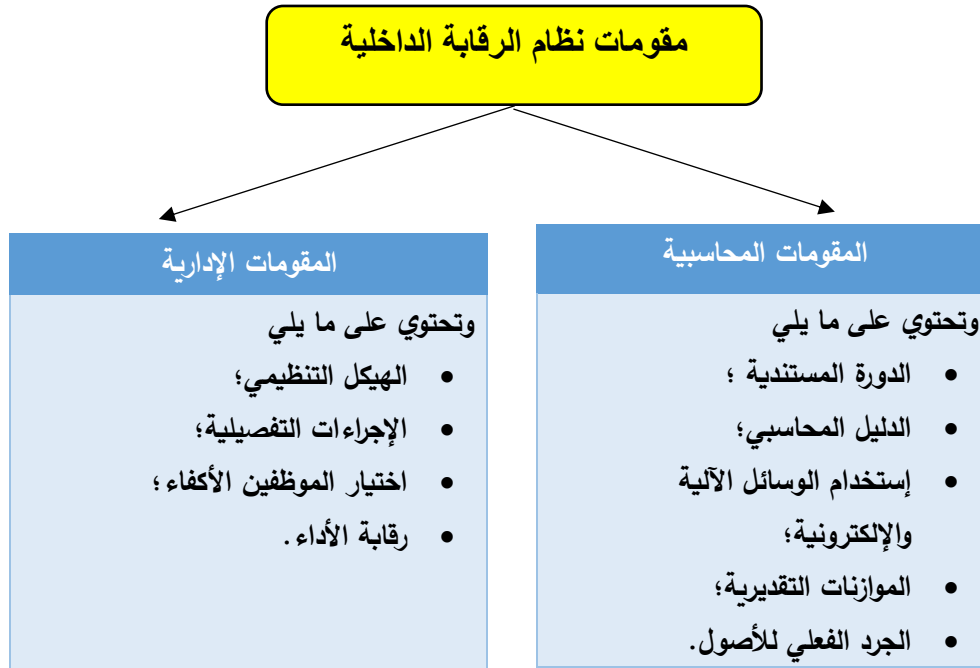 مقومات نظام الرقابة الداخلية
المقومات المحاسبية
وتحتوي على ما يلي
• الدورة المستندية ؛
• الدليل المحاسبي؛
• إستخدام الوسائل الآلية
والإلكترونية؛
• الموازنات التقديرية؛
• الجرد الفعلي للأصول.
المقومات الإدارية
وتحتوي على ما يلي
• الهيكل التنظيمي؛
• الإجراءات التفصيلية؛
• اختيار الموظفين الأكفاء؛
• رقابة الأداء.